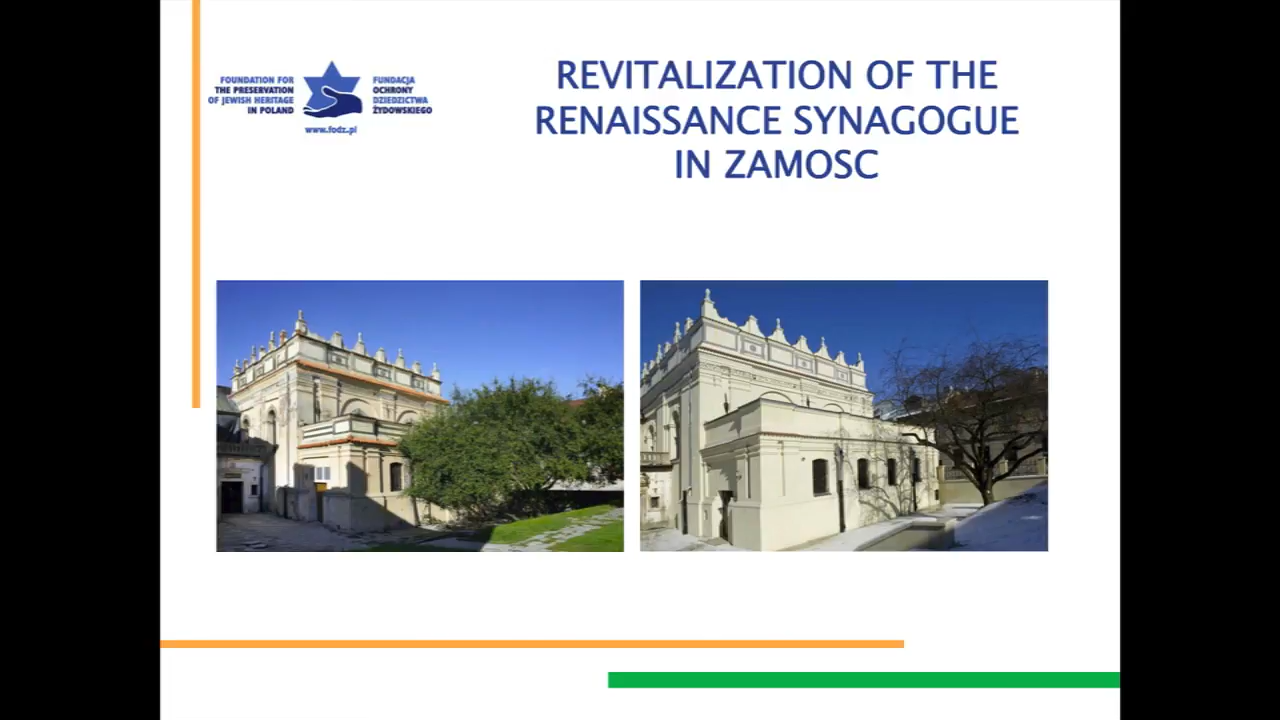 FOUNDATION FOR
THE PRESERVATION
OF JEWISH HERITAGE
IN POLAND
FUNDACJA
OCHRONY
DZIEDZICTWA
ŻYDOWSKIEGO
www.fodz.pl
REVITALIZATION OF THE
RENAISSANCE SYNAGOGUE
IN ZAMOSC